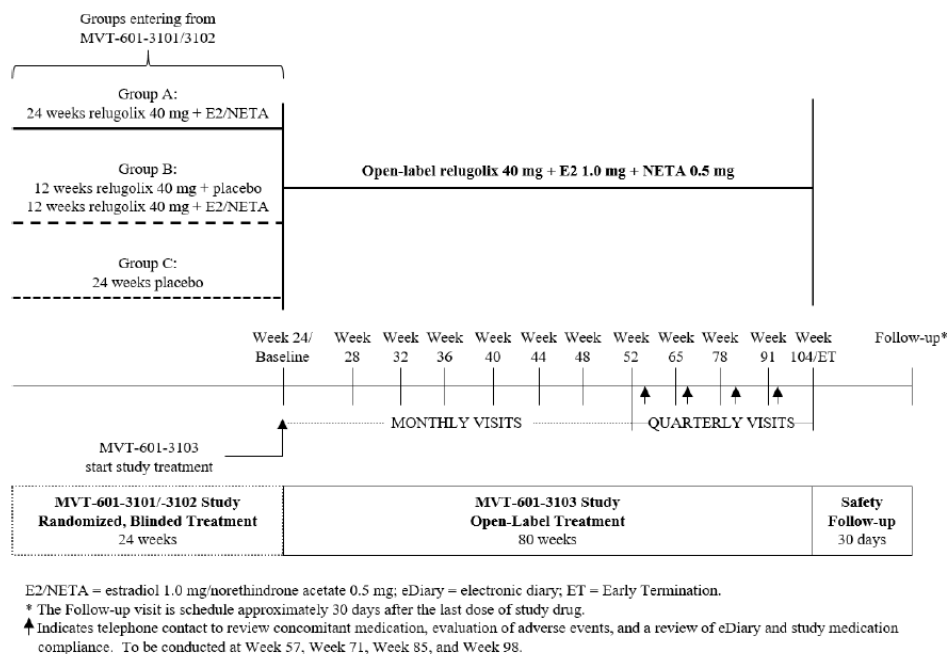 Groups entering from
MVT-601-3101/3102
Group A:
24 weeks relugolix 40 mg + E2/NETA
Group B:
12 weeks relugolix 40 mg + placebo
12 weeks relugolix 40 mg + E2/NETA
Group C:
24 weeks placebo
Open-label relugolix 40 mg + E2 1.0 mg + NETA 0.5 mg
Week 24/ Week Week Week Week Week Week Week Week Week Week Week Follow-up*
Baseline 28 32 36 40 44 48 52 65 78 91 104/ET
MONTHLY VISITS QUARTERLY VISITS
MVT-601-3103
start study treatment
MVT-601-3101/-3102 Study
Randomized, Blinded Treatment
24 weeks
MVT-601-3103 Study
Open-Label Treatment
80 weeks
Safety
Follow-up
30 days
E2/NETA = estradiol 1.0 mg/norethindrone acetate 0.5 mg; eDiary = electronic diary; ET = Early Termination.
* The Follow-up visit is schedule approximately 30 days after the last dose of study drug.
Indicates telephone contact to review concomitant medication, evaluation of adverse events, and a review of eDiary and study medication
compliance. To be conducted at Week 57, Week 71, Week 85, and Week 98.